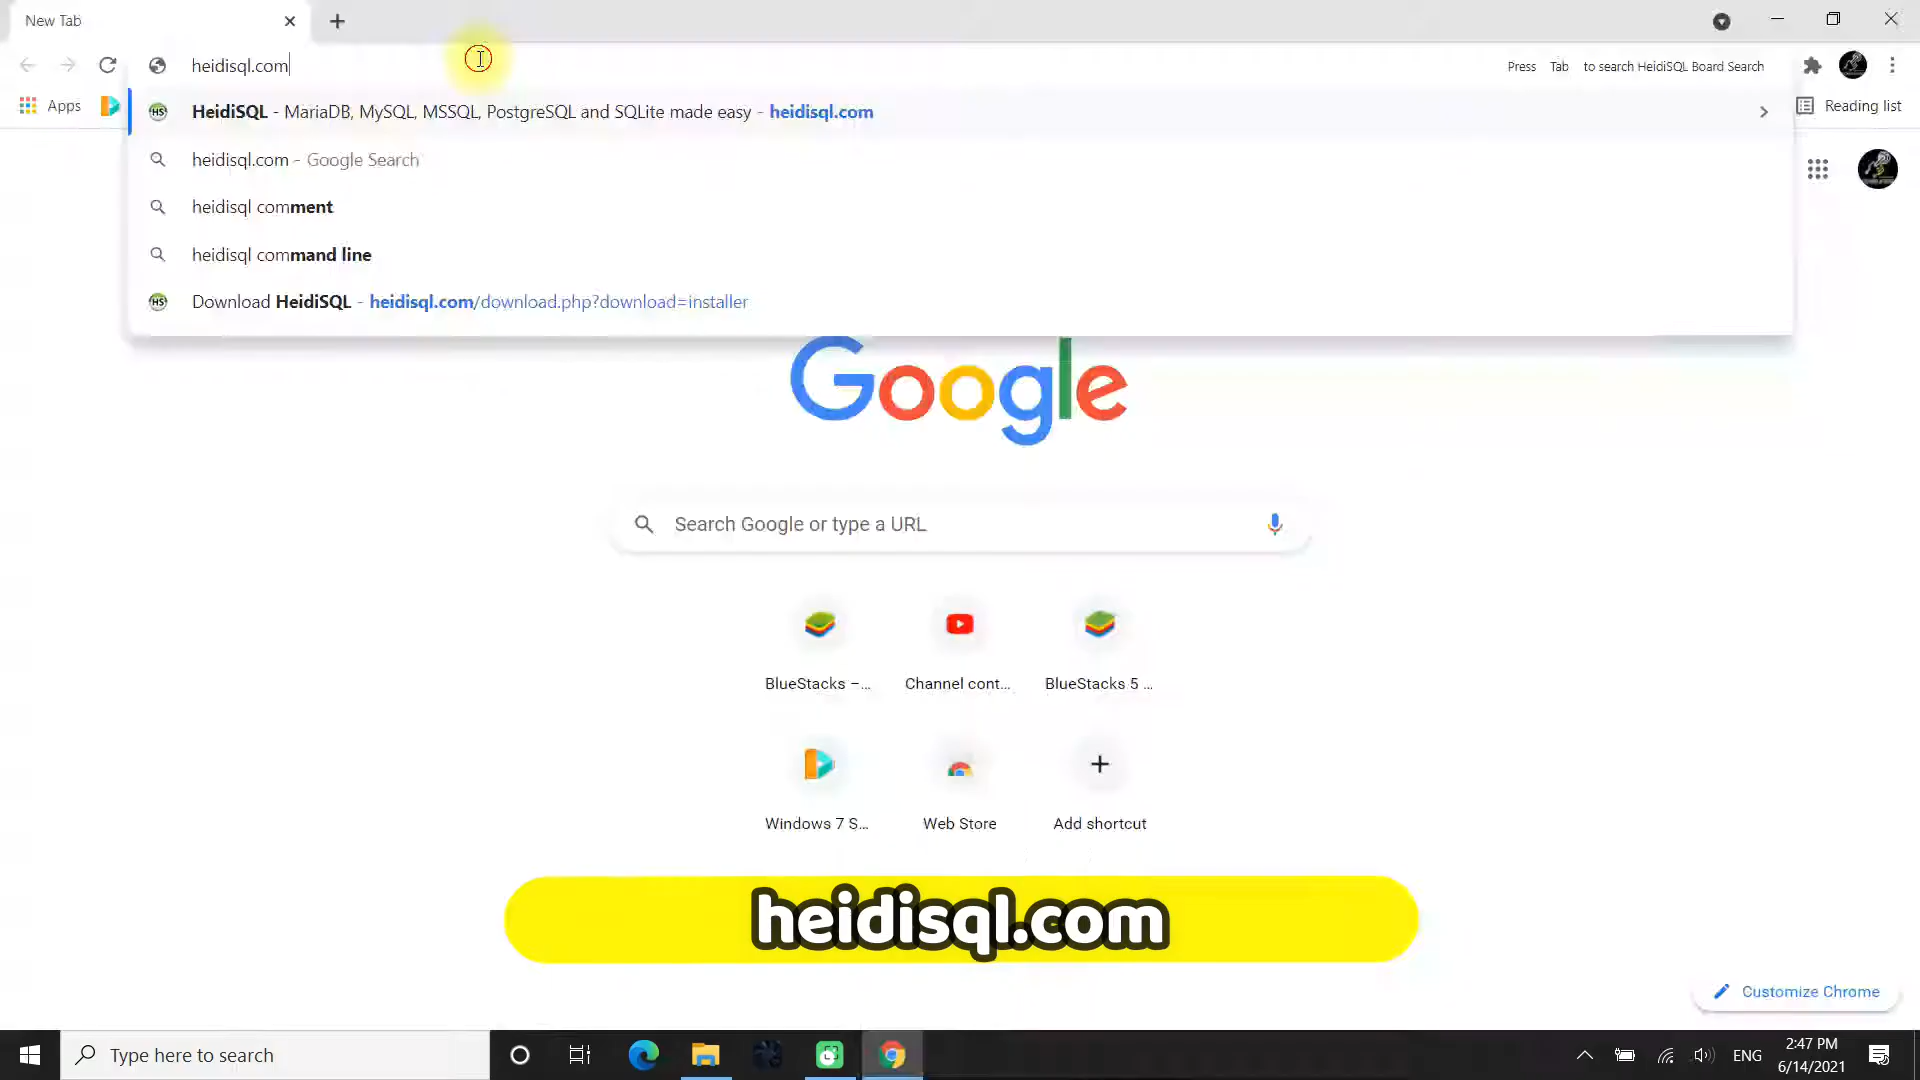 New Tab
heidisql.com
Press Tab to search HeidiSQL Board Search
Apps
HeidiSQL - MariaDB, MySQL, MSSQL, PostgreSQL and SQLite made easy - heidisql.com
Reading list
heidisql.com - Google Search
heidisql comment
heidisql command line
Download HeidiSQL - heidisql.com/download.php?download=installer
Google
Search Google or type a URL
BlueStacks –...
Channel cont...
BlueStacks 5 ...
Windows 7 S...
Web Store
Add shortcut
heidisql.com
Customize Chrome
Type here to search
ENG
2:47 PM
6/14/2021